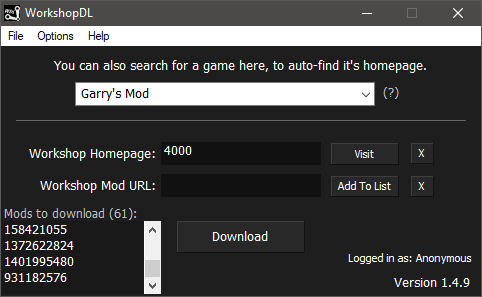 WorkshopDL
File Options Help
You can also search for a game here, to auto-find it's homepage.
Garry's Mod (?)
Workshop Homepage: 4000 Visit X
Workshop Mod URL: Add To List X
Mods to download (61):
158421055
1372622824
1401995480
931182576
Download
Logged in as: Anonymous
Version 1.4.9